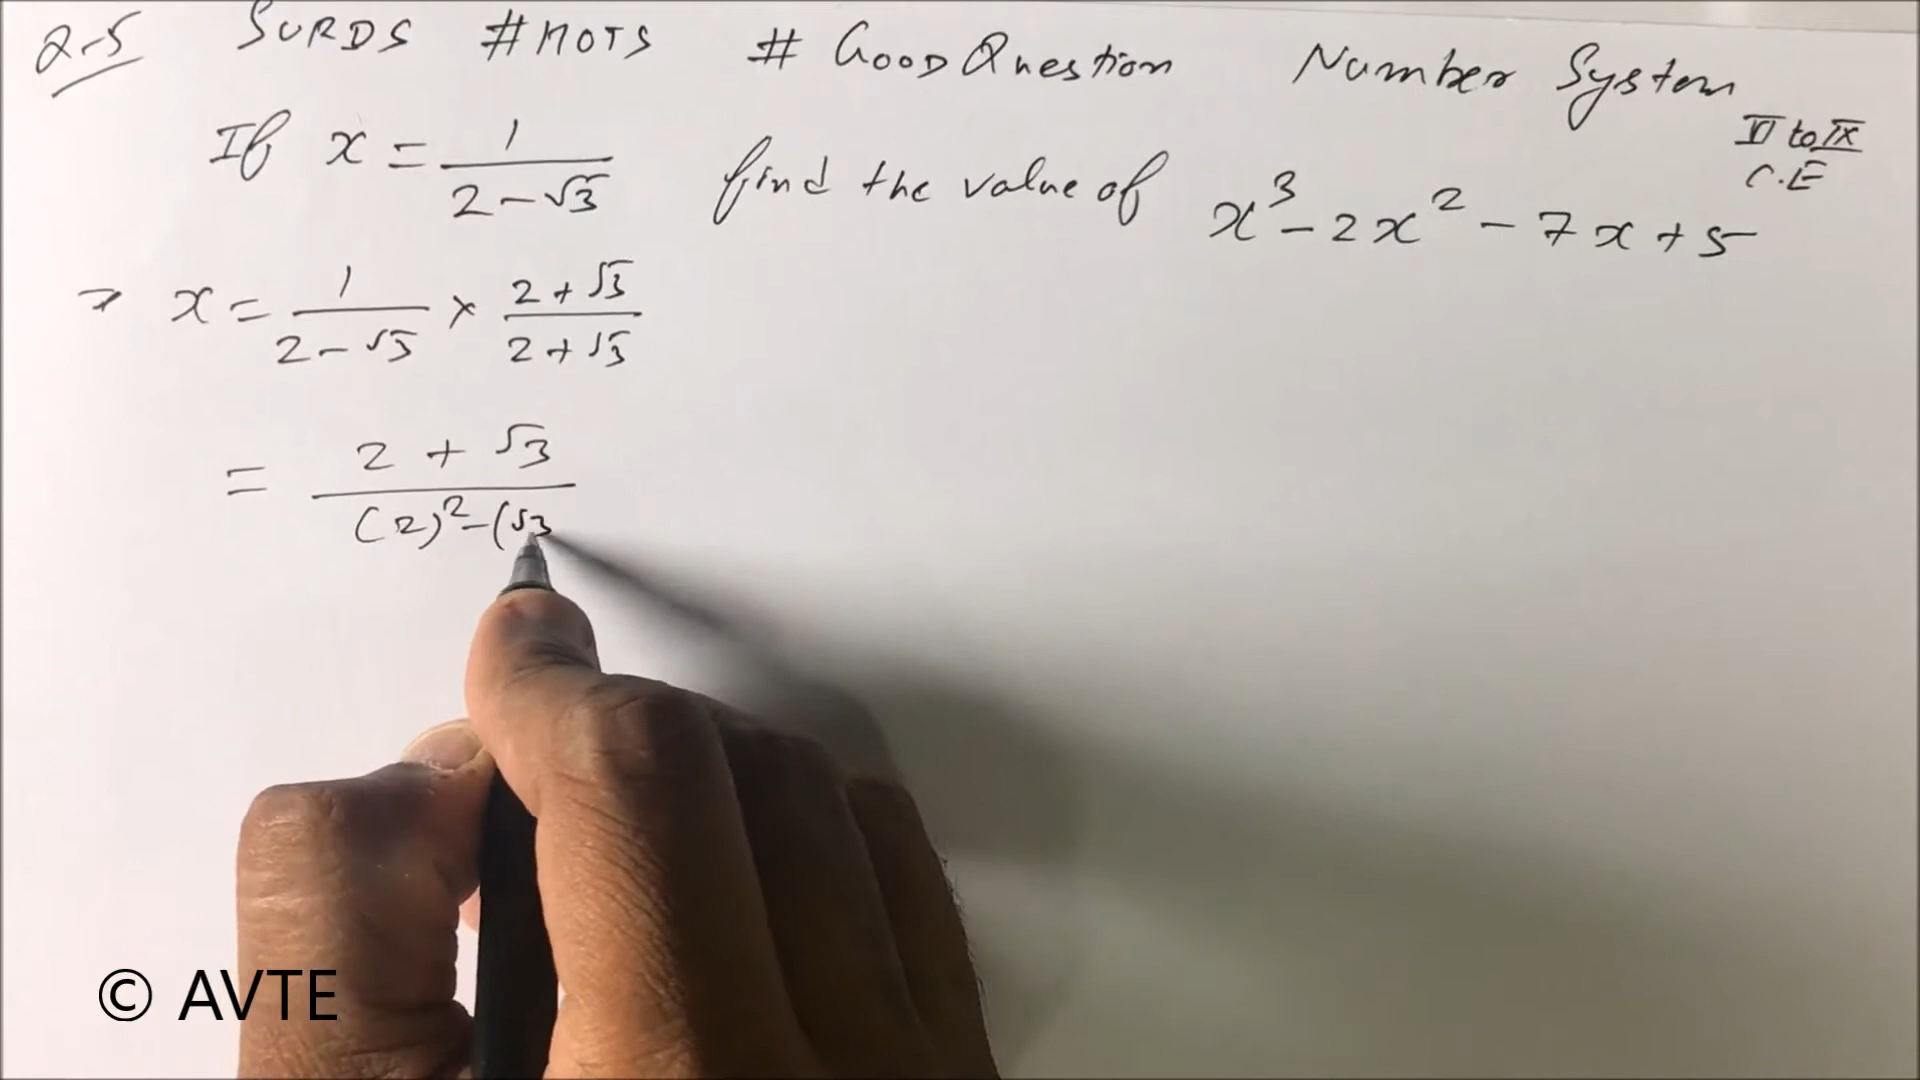 Q-5 SURDS #HOTS # Good Question Number System
VI to IX
C.E
If x = 1/(2-√3) find the value of x³-2x²-7x+5
→ x = 1/(2-√3) × (2+√3)/(2+√3)
= (2+√3)/((2)²-(√3
© AVTE